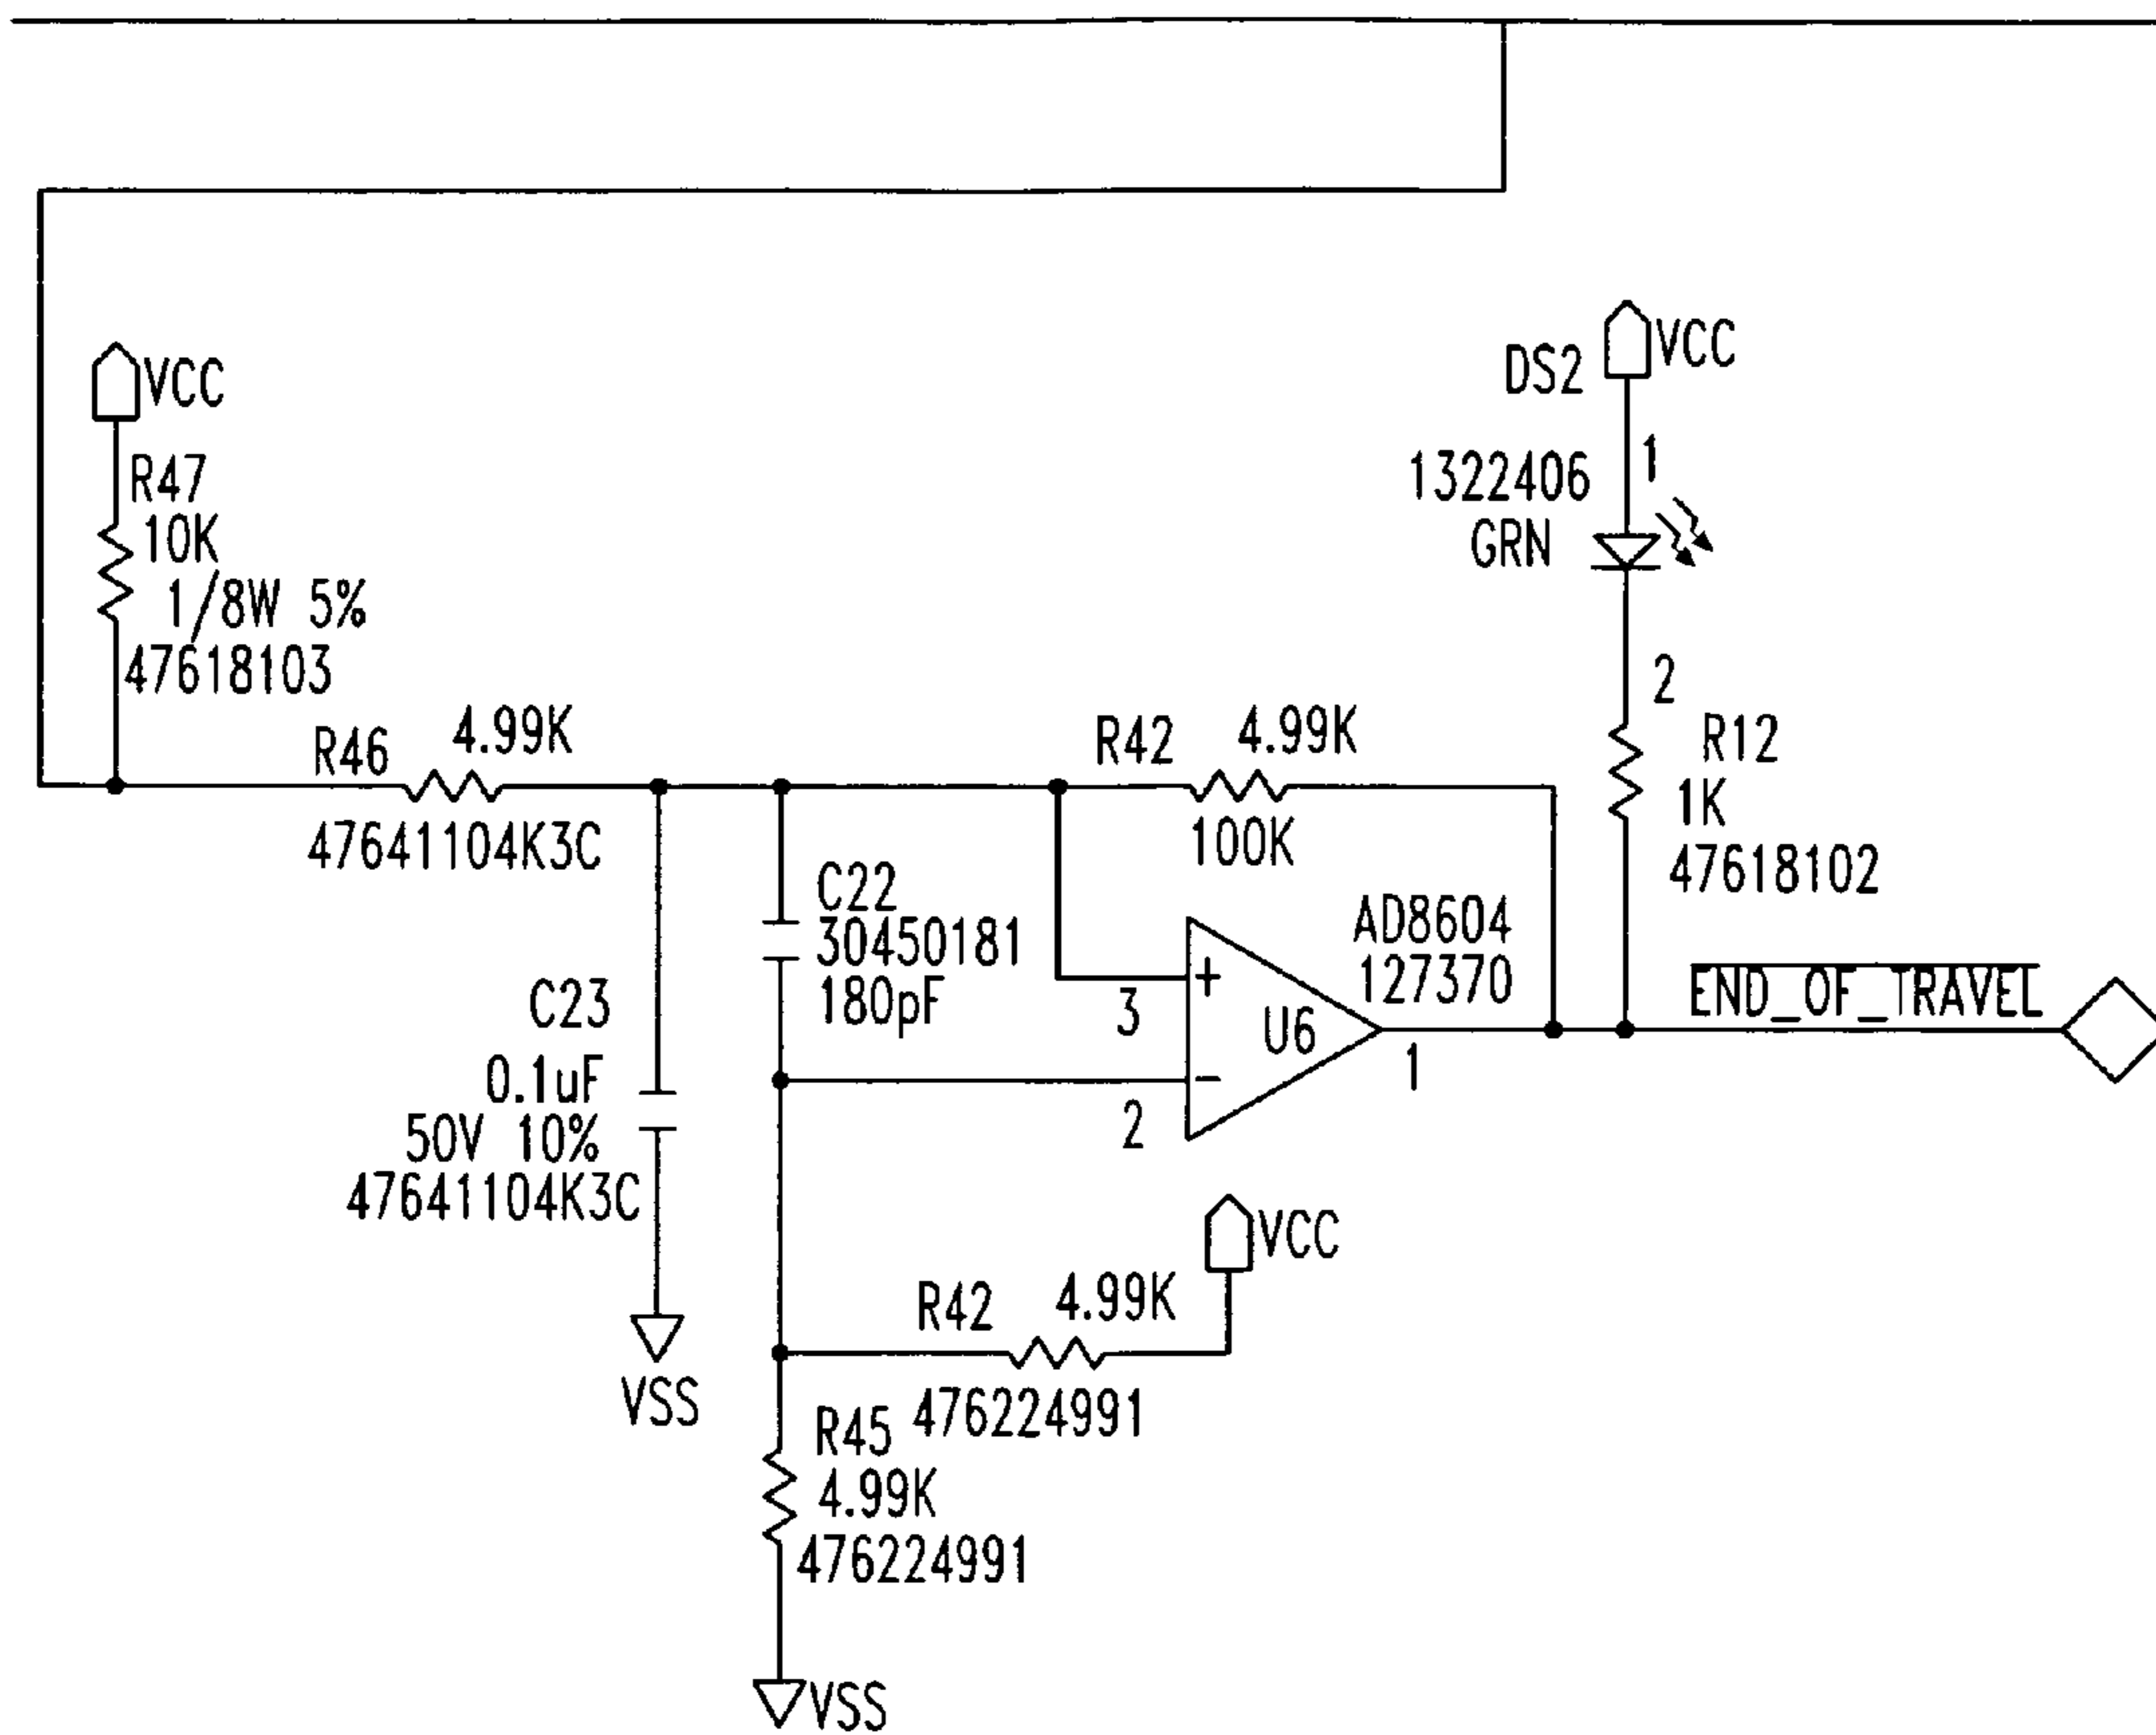 VCC
DS2
VCC
R47
10K
1/8W 5%
47618103
1
1322406
GRN
2
R46
4.99K
47641104K3C
R42
4.99K
100K
R12
1K
47618102
C22
30450181
180pF
AD8604
127370
U6
+
3
-
2
1
END_OF_TRAVEL
C23
0.1uF
50V 10%
47641104K3C
VSS
VCC
R42
4.99K
476224991
R45
4.99K
476224991
VSS